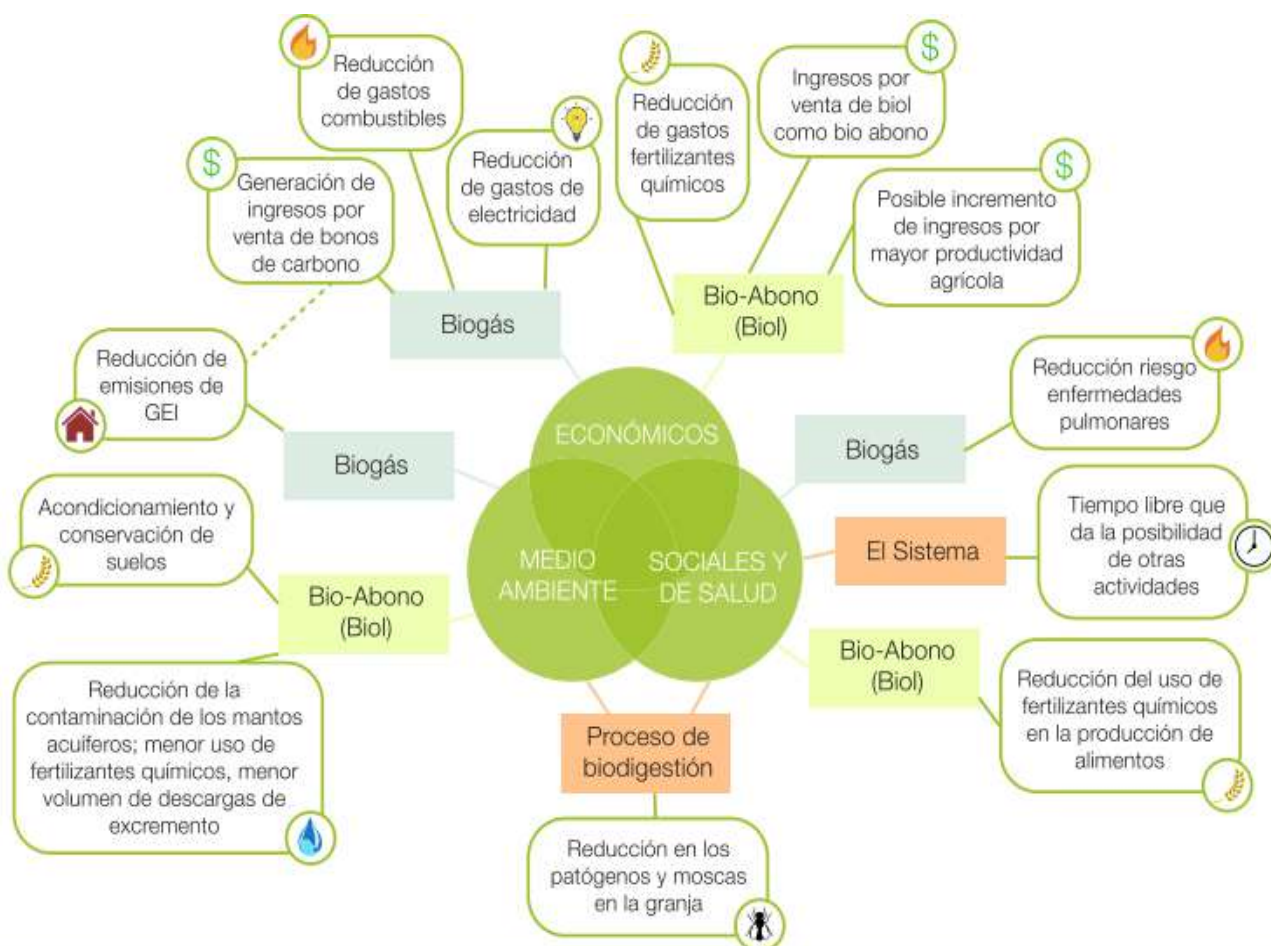 Reducción
de gastos
combustibles
Reducción
de gastos
fertilizantes
químicos
Ingresos por
venta de biol
como bio abono
$
$
Generación de
ingresos por
venta de bonos
de carbono
Reducción
de gastos de
electricidad
$
Posible incremento
de ingresos por
mayor productividad
agrícola
Biogás
Bio-Abono
(Biol)
Reducción de
emisiones de
GEI
Reducción riesgo
enfermedades
pulmonares
ECONÓMICOS
Biogás
Biogás
Acondicionamiento y
conservación de
suelos
Tiempo libre que
da la posibilidad
de otras
actividades
El Sistema
MEDIO
AMBIENTE
SOCIALES Y
DE SALUD
Bio-Abono
(Biol)
Bio-Abono
(Biol)
Reducción de la
contaminación de los mantos
acuíferos; menor uso de
fertilizantes químicos, menor
volumen de descargas de
excremento
Reducción del uso de
fertilizantes químicos
en la producción de
alimentos
Proceso de
biodigestión
Reducción en los
patógenos y moscas
en la granja